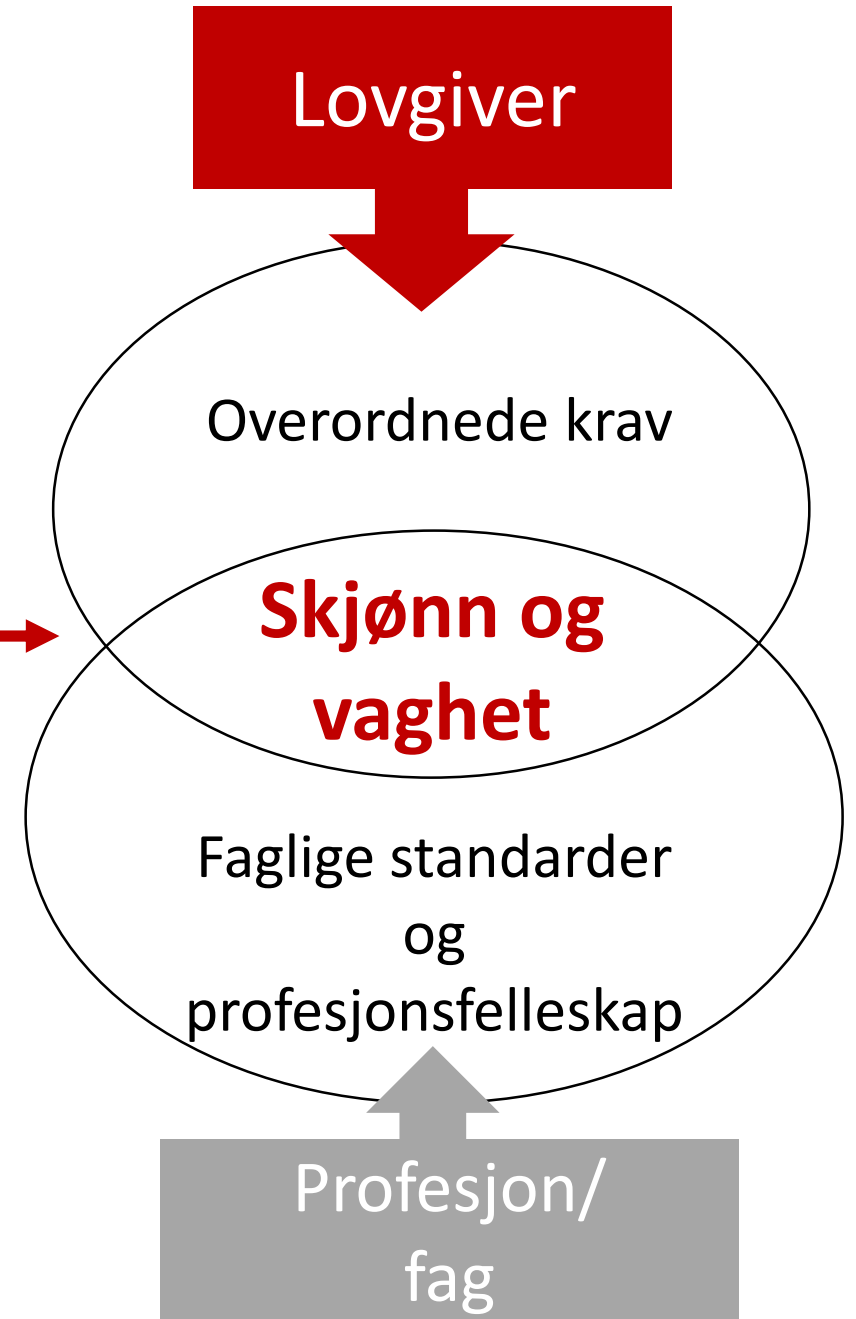 Lovgiver
Overordnede krav
Skjønn og
vaghet
Faglige standarder
og
profesjonsfelleskap
Profesjon/
fag